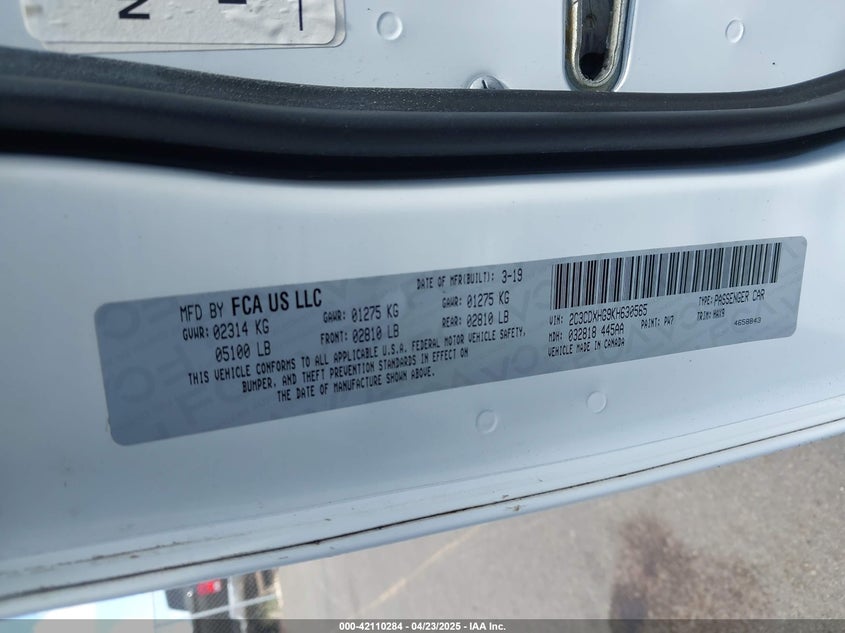 MFD BY FCA US LLC
DATE OF MFR(BUILT): 3-19
GVWR: 02314 KG
05100 LB
GAWR: 01275 KG
FRONT: 02810 LB
GAWR: 01275 KG
REAR: 02810 LB
THIS VEHICLE CONFORMS TO ALL APPLICABLE U.S.A. FEDERAL MOTOR VEHICLE SAFETY,
BUMPER, AND THEFT PREVENTION STANDARDS IN EFFECT ON
THE DATE OF MANUFACTURE SHOWN ABOVE.
VIN: 2C3CDXHG9KH630565
TYPE: PASSENGER CAR
MDH: 032818 445AA
PAINT: PW7
TRIM: HAX9
VEHICLE MADE IN CANADA
4658843
000-42110284 | 04/23/2025 | IAA Inc.